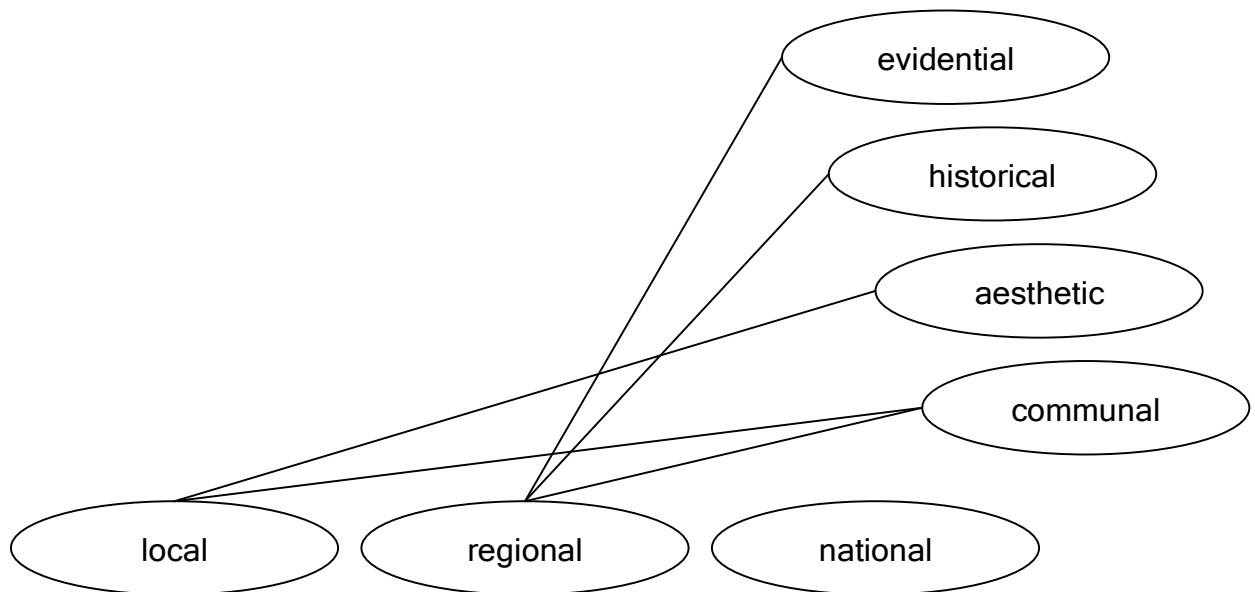 evidential
historical
aesthetic
communal
local regional national